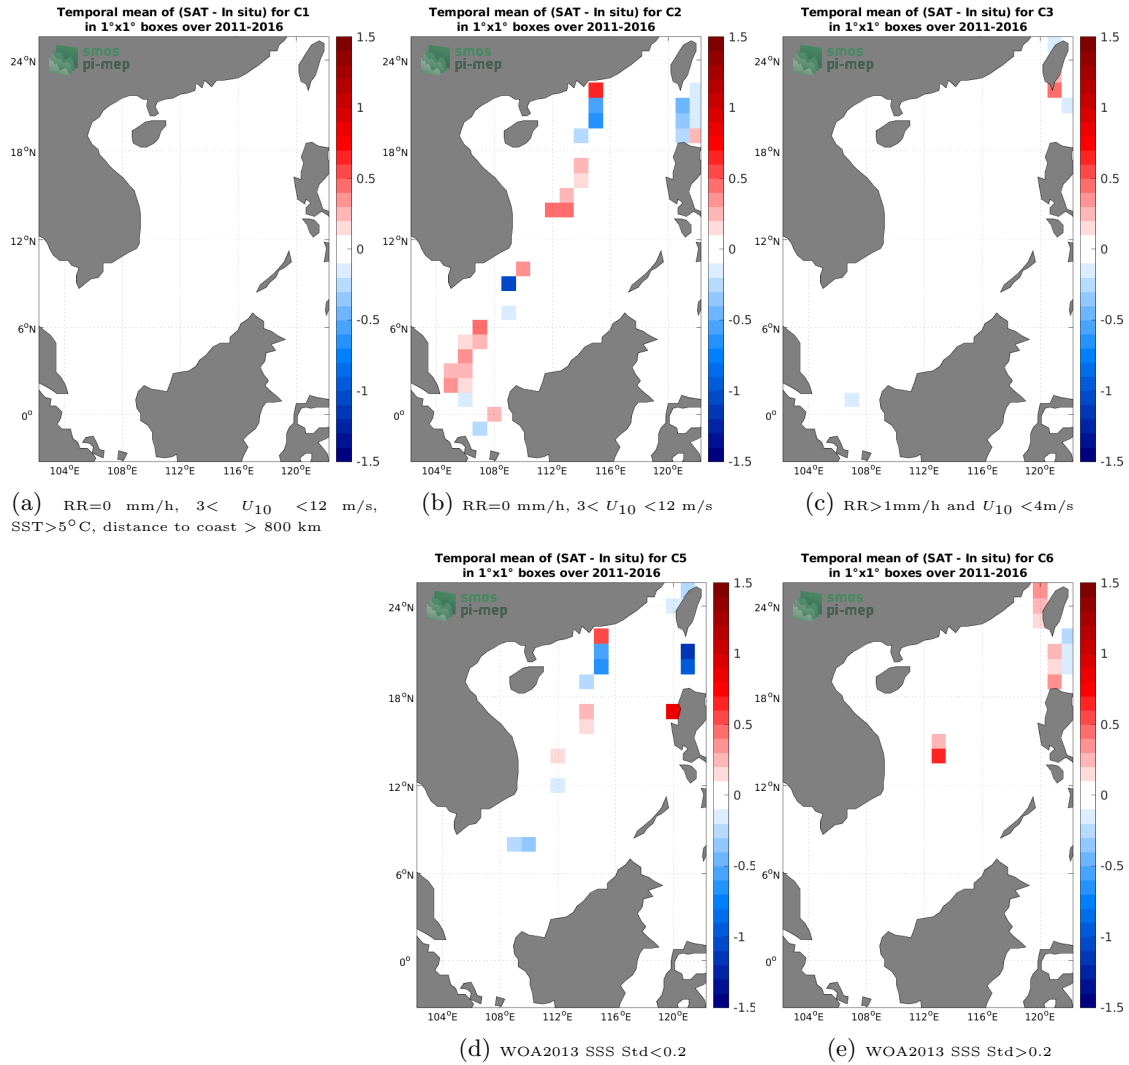 Temporal mean of (SAT - In situ) for C1
in 1°x1° boxes over 2011-2016
smos
pi-mep
24°N
18°N
12°N
6°N
0°
104°E 108°E 112°E 116°E 120°E
1.5
1
0.5
0
-0.5
-1
-1.5
(a) RR=0 mm/h, 3< U10 <12 m/s,
SST>5°C, distance to coast > 800 km
Temporal mean of (SAT - In situ) for C2
in 1°x1° boxes over 2011-2016
smos
pi-mep
24°N
18°N
12°N
6°N
0°
104°E 108°E 112°E 116°E 120°E
1.5
1
0.5
0
-0.5
-1
-1.5
(b) RR=0 mm/h, 3< U10 <12 m/s
Temporal mean of (SAT - In situ) for C3
in 1°x1° boxes over 2011-2016
smos
pi-mep
24°N
18°N
12°N
6°N
0°
104°E 108°E 112°E 116°E 120°E
1.5
1
0.5
0
-0.5
-1
-1.5
(c) RR>1mm/h and U10 <4m/s
Temporal mean of (SAT - In situ) for C5
in 1°x1° boxes over 2011-2016
smos
pi-mep
24°N
18°N
12°N
6°N
0°
104°E 108°E 112°E 116°E 120°E
1.5
1
0.5
0
-0.5
-1
-1.5
(d) WOA2013 SSS Std<0.2
Temporal mean of (SAT - In situ) for C6
in 1°x1° boxes over 2011-2016
smos
pi-mep
24°N
18°N
12°N
6°N
0°
104°E 108°E 112°E 116°E 120°E
1.5
1
0.5
0
-0.5
-1
-1.5
(e) WOA2013 SSS Std>0.2